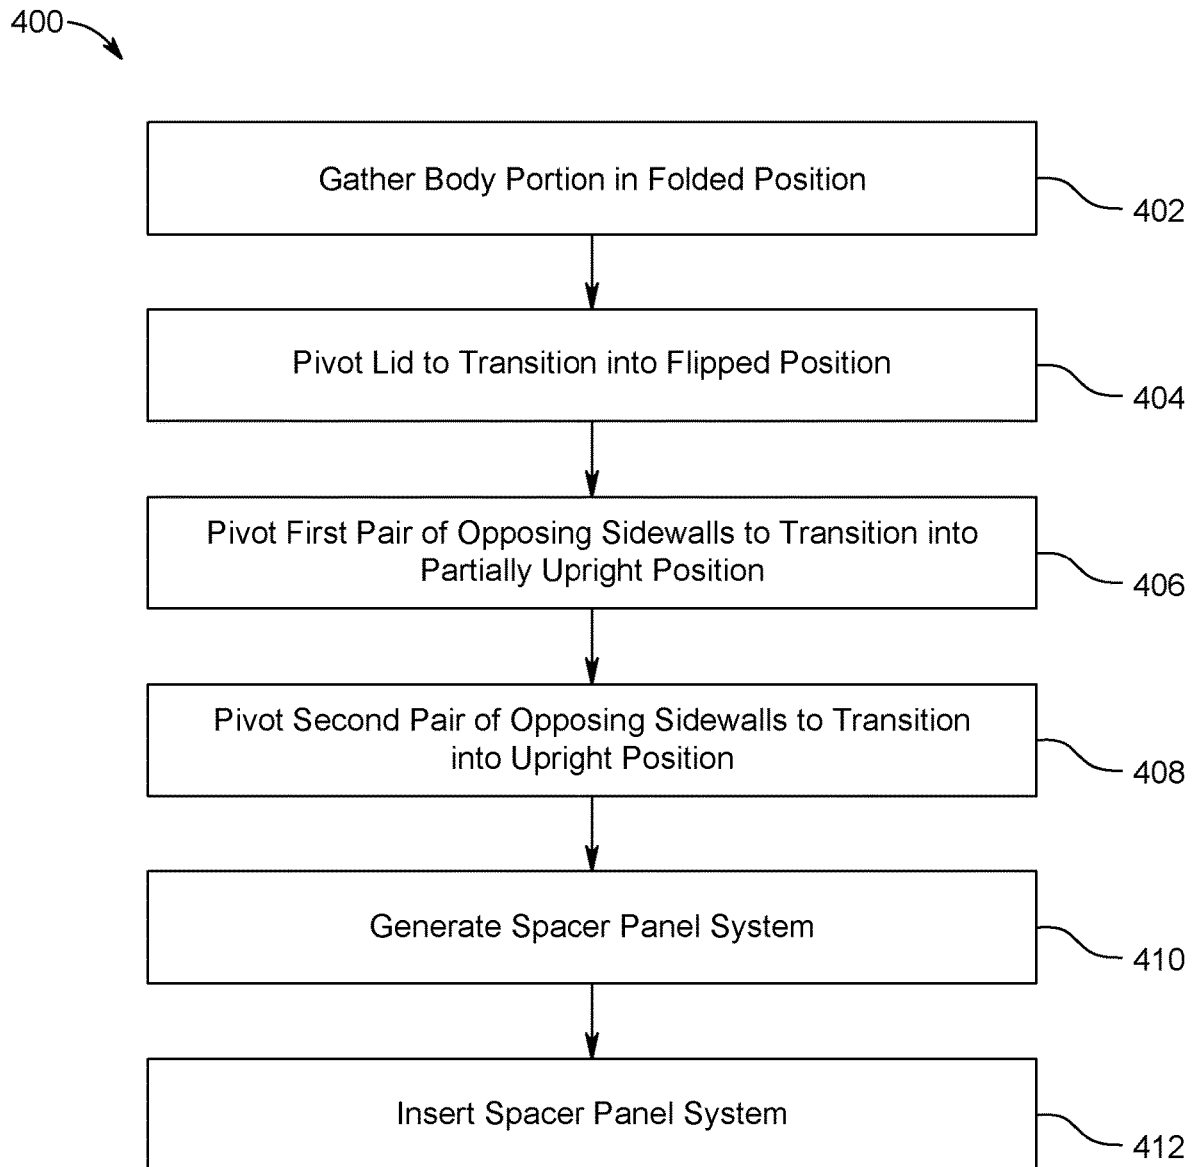 400
Gather Body Portion in Folded Position
402
Pivot Lid to Transition into Flipped Position
404
Pivot First Pair of Opposing Sidewalls to Transition into
Partially Upright Position
406
Pivot Second Pair of Opposing Sidewalls to Transition
into Upright Position
408
Generate Spacer Panel System
410
Insert Spacer Panel System
412